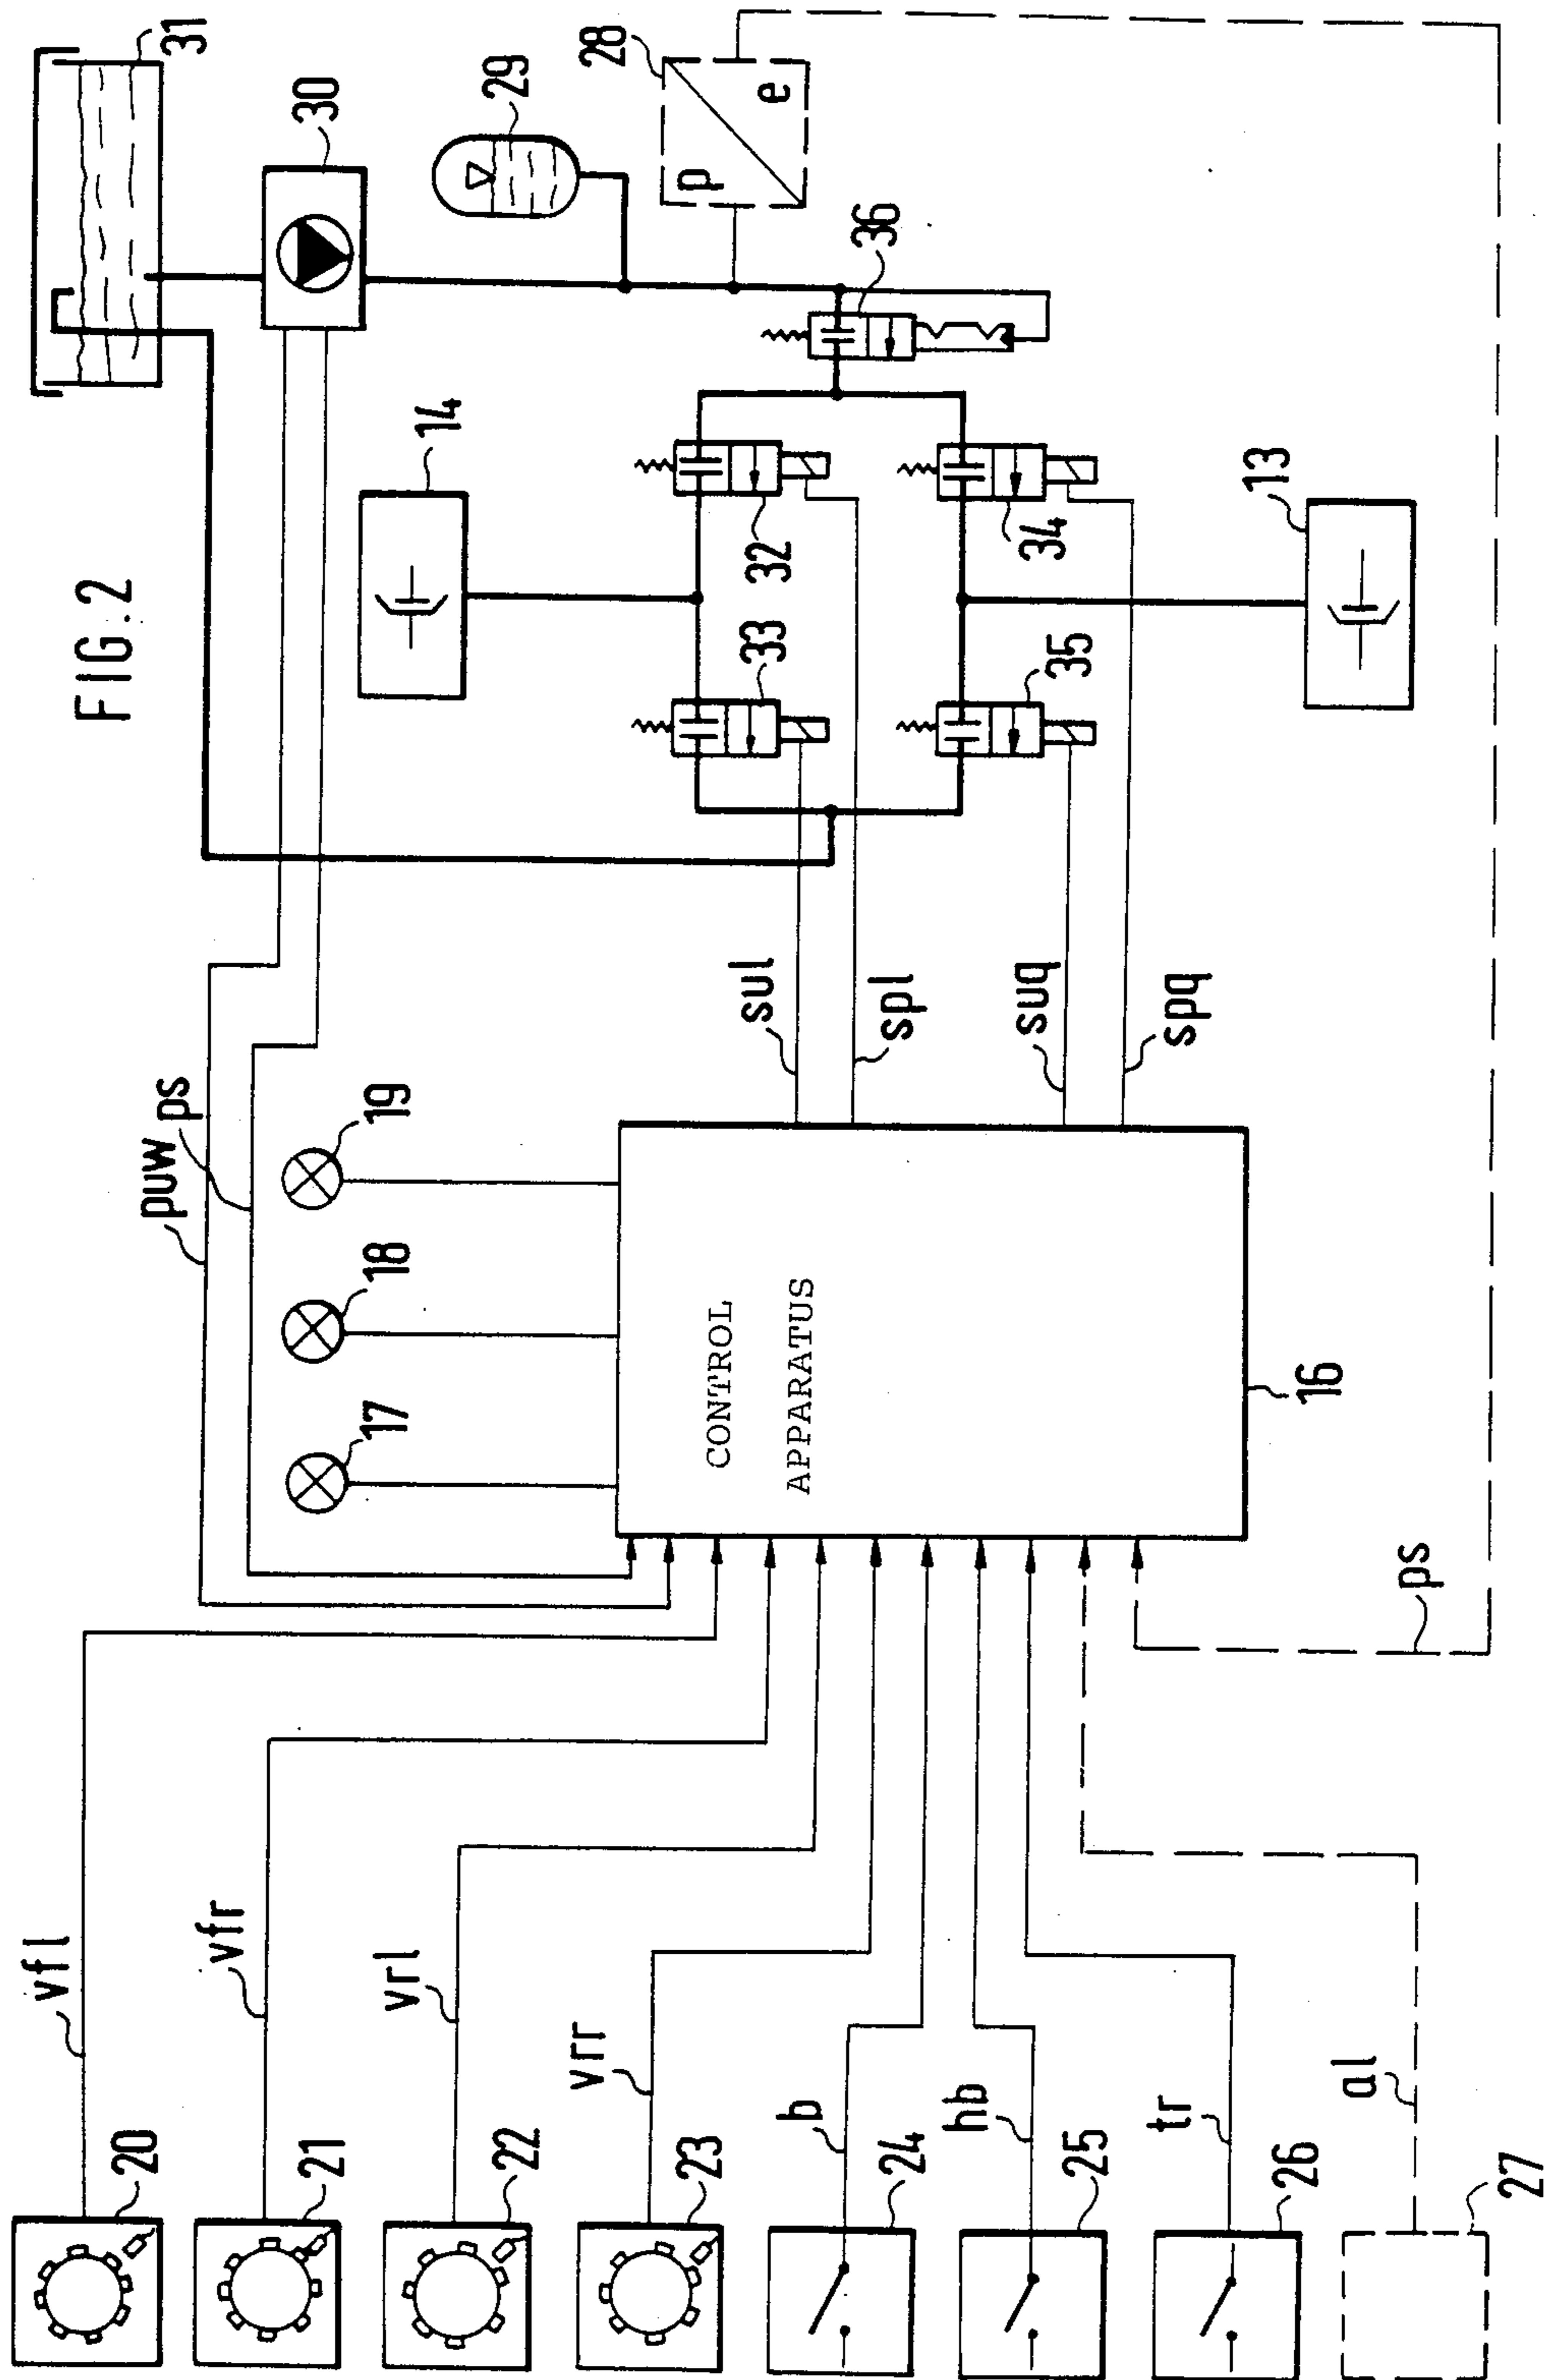 FIG.2
31
30
29
28
p
e
36
14
32
33
34
35
13
puw
ps
19
18
17
sul
spl
suq
spq
CONTROL
APPARATUS
16
ps
vfl
vfr
vrl
vrr
b
hb
tr
al
20
21
22
23
24
25
26
27